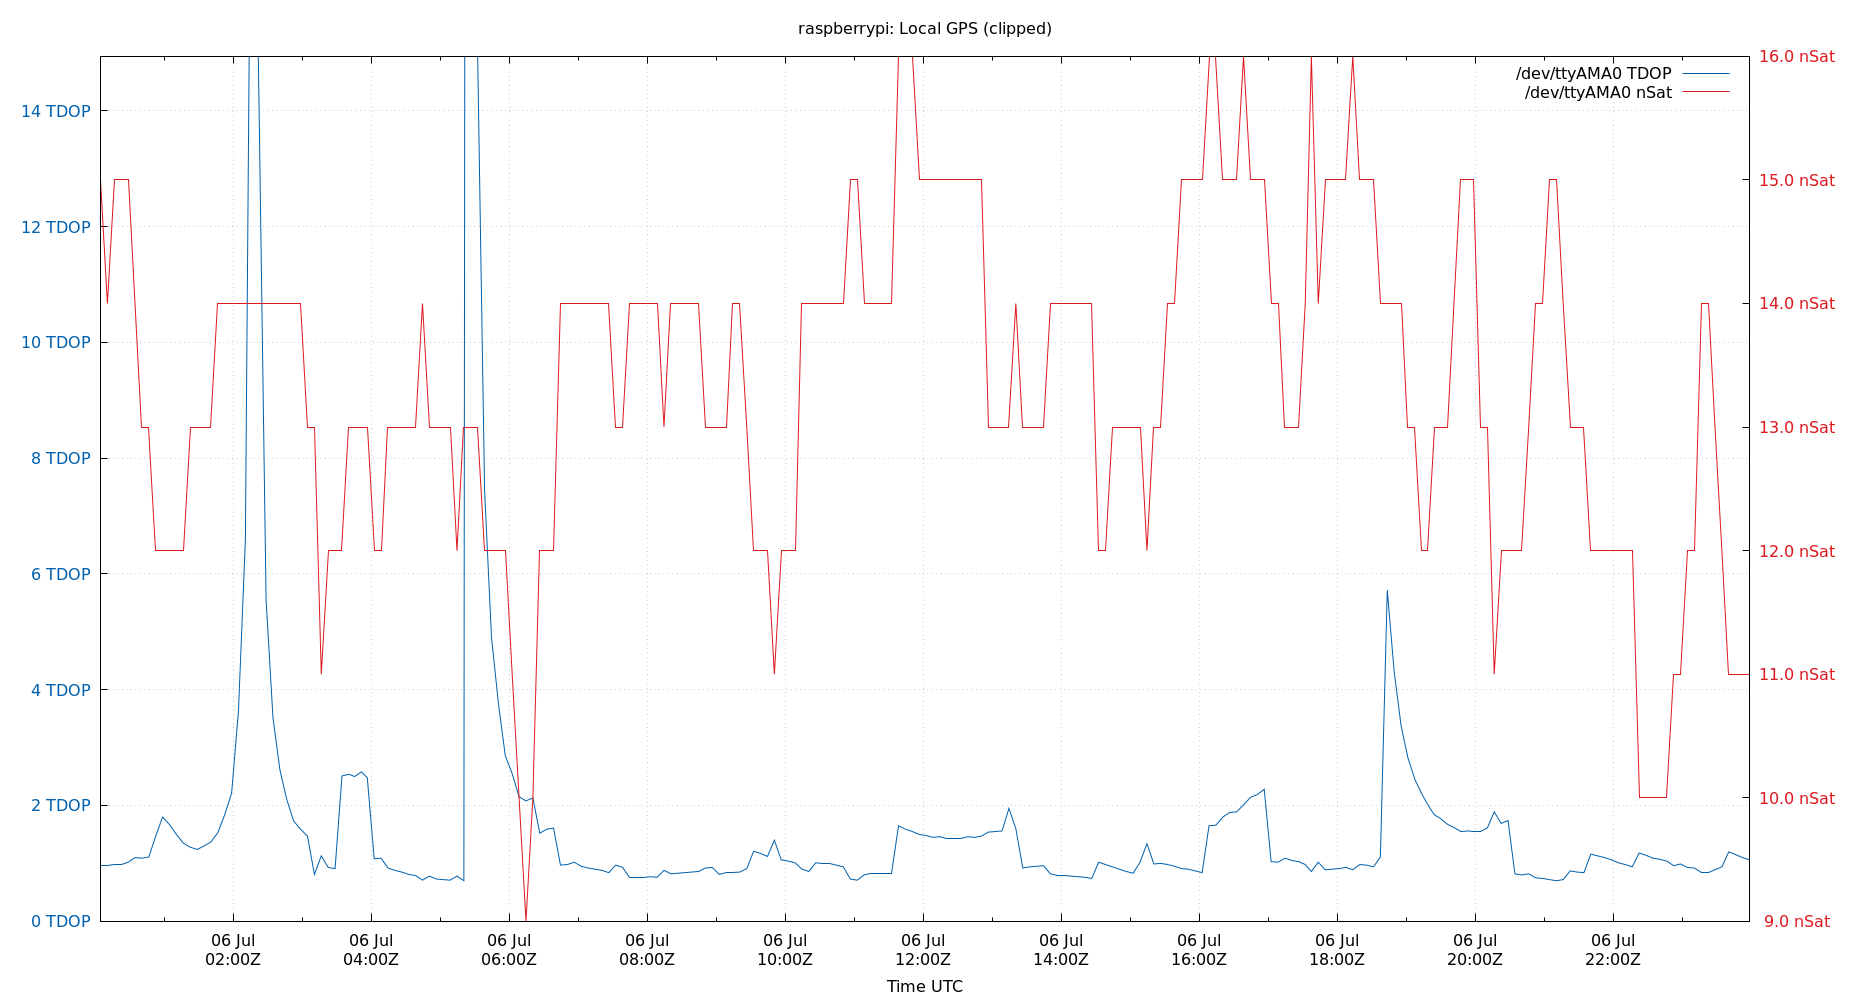 raspberrypi: Local GPS (clipped)
/dev/ttyAMA0 TDOP
/dev/ttyAMA0 nSat
14 TDOP
12 TDOP
10 TDOP
8 TDOP
6 TDOP
4 TDOP
2 TDOP
0 TDOP
16.0 nSat
15.0 nSat
14.0 nSat
13.0 nSat
12.0 nSat
11.0 nSat
10.0 nSat
9.0 nSat
06 Jul 06 Jul 06 Jul 06 Jul 06 Jul 06 Jul 06 Jul 06 Jul 06 Jul 06 Jul 06 Jul
02:00Z 04:00Z 06:00Z 08:00Z 10:00Z 12:00Z 14:00Z 16:00Z 18:00Z 20:00Z 22:00Z
Time UTC